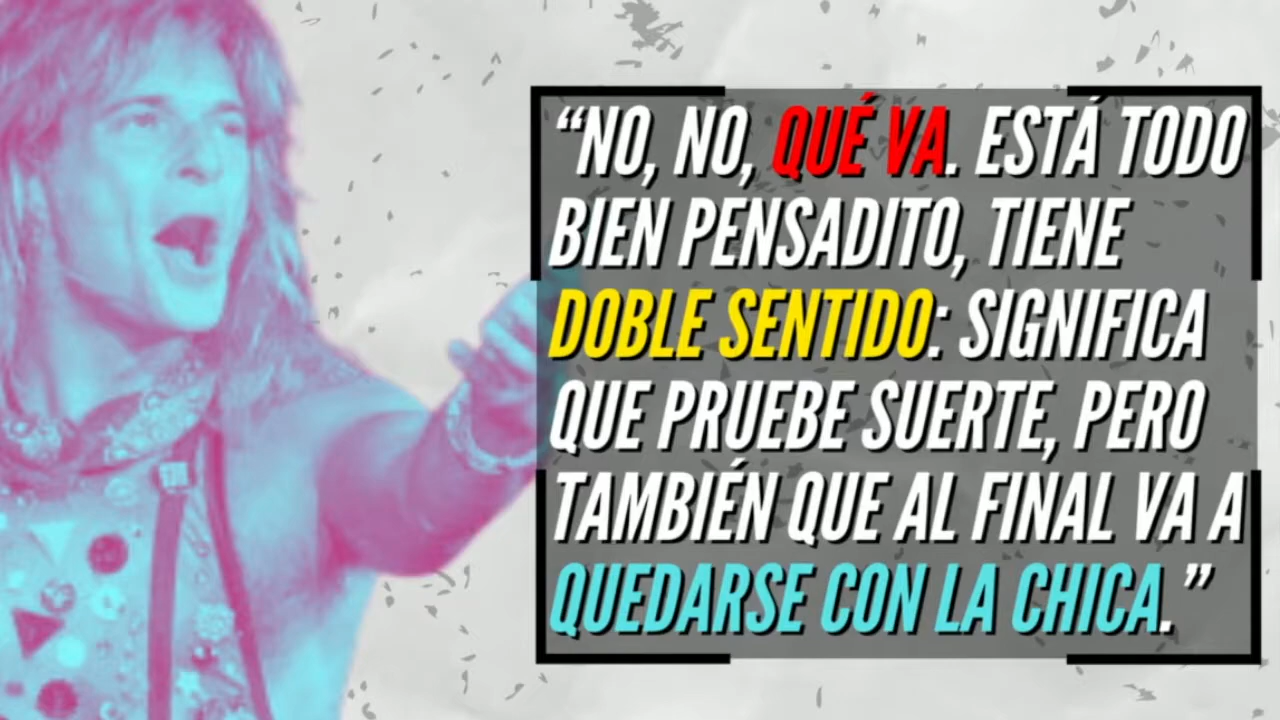 “NO, NO, QUÉ VA. ESTÁ TODO
BIEN PENSADITO, TIENE
DOBLE SENTIDO: SIGNIFICA
QUE PRUEBE SUERTE, PERO
TAMBIÉN QUE AL FINAL VA A
QUEDARSE CON LA CHICA.”